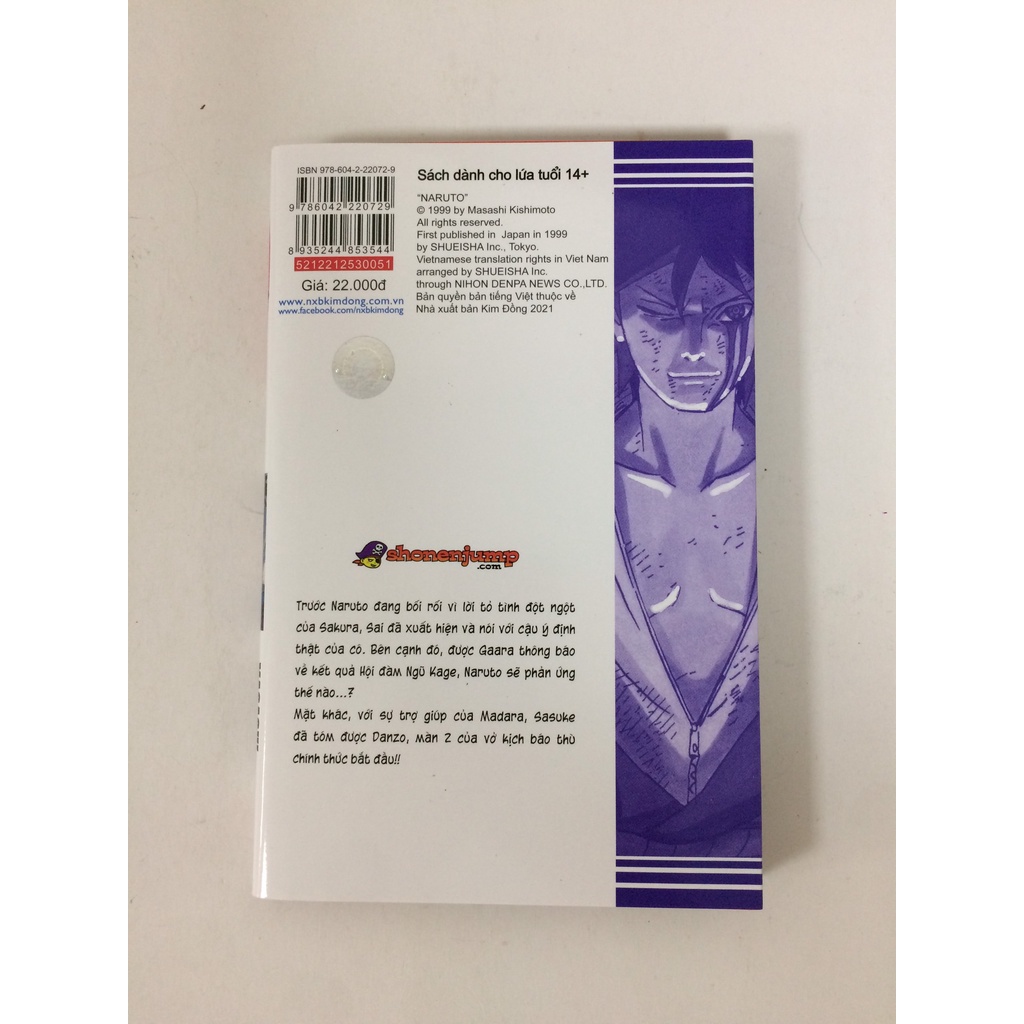 ISBN 978-604-2-22072-9
9 786042 220729
8 935244 853544
5212212530051
Giá: 22.000đ
www.nxbkimdong.com.vn
www.facebook.com/nxbkimdong
Sách dành cho lứa tuổi 14+
"NARUTO"
© 1999 by Masashi Kishimoto
All rights reserved.
First published in Japan in 1999
by SHUEISHA Inc., Tokyo.
Vietnamese translation rights in Viet Nam
arranged by SHUEISHA Inc.
through NIHON DENPA NEWS CO.,LTD.
Bản quyền bản tiếng Việt thuộc về
Nhà xuất bản Kim Đồng 2021
shonenjump
.com
Trước Naruto đang bối rối vì lời tỏ tình đột ngột
của Sakura, Sai đã xuất hiện và nói với cậu ý định
thật của cô. Bên cạnh đó, được Gaara thông báo
về kết quả Hội đàm Ngũ Kage, Naruto sẽ phản ứng
thế nào...?
Mặt khác, với sự trợ giúp của Madara, Sasuke
đã tóm được Danzo, màn 2 của vở kịch báo thù
chính thức bắt đầu!!